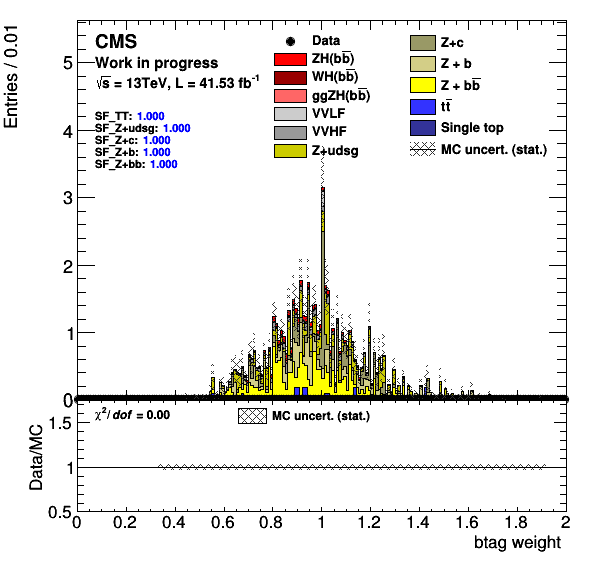 CMS
Work in progress
√s = 13TeV, L = 41.53 fb⁻¹
SF_TT: 1.000
SF_Z+udsg: 1.000
SF_Z+c: 1.000
SF_Z+b: 1.000
SF_Z+bb: 1.000
Data
ZH(bb̅)
WH(bb̅)
ggZH(bb̅)
VVLF
VVHF
Z+udsg
Z+c
Z + b
Z + bb̅
tt̅
Single top
MC uncert. (stat.)
Entries / 0.01
5
4
3
2
1
0
χ²/dof = 0.00
MC uncert. (stat.)
Data/MC
1.5
1
0.5
0 0.2 0.4 0.6 0.8 1 1.2 1.4 1.6 1.8 2
btag weight